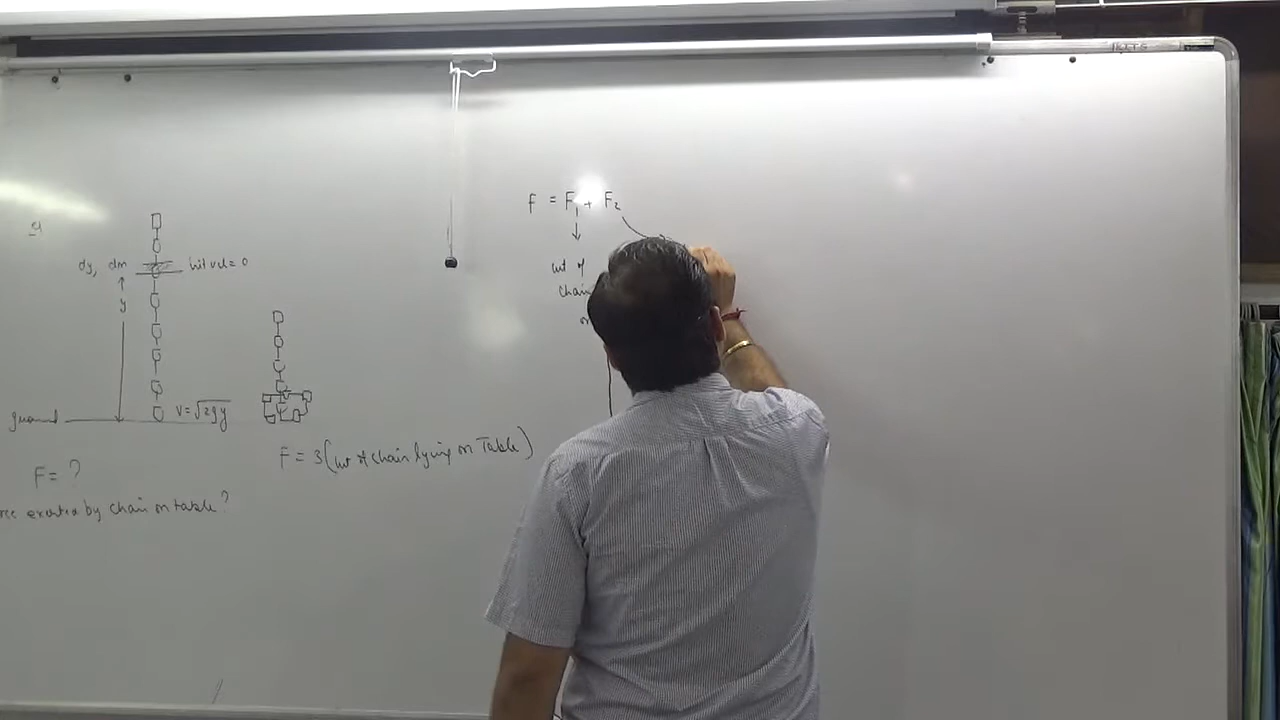 dy, dm
init vel = 0
y
ground
V = √2gy
F = ?
exerted by chain on table?
F = 3(wt of chain lying on Table)
F = F1 + F2
wt of
chain